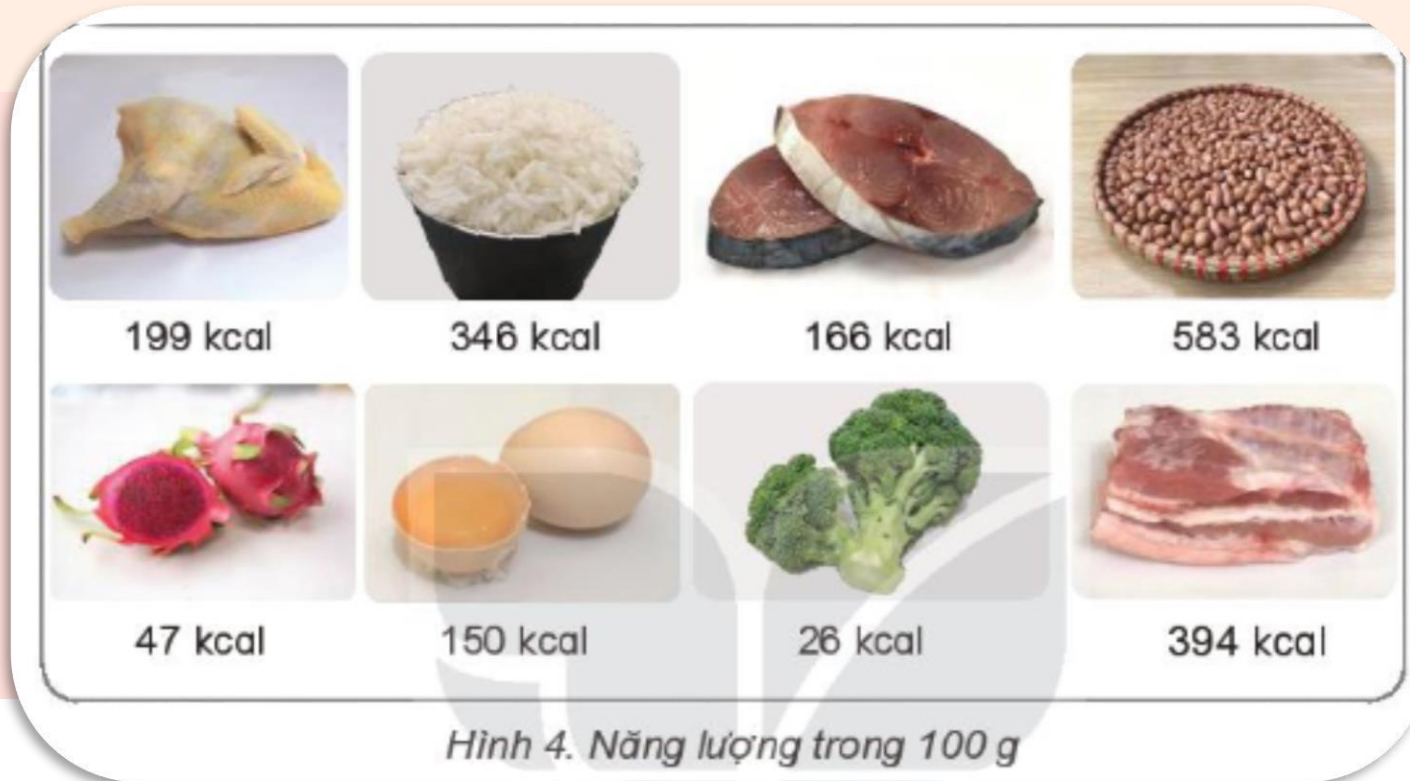 199 kcal 346 kcal 166 kcal 583 kcal
47 kcal 150 kcal 26 kcal 394 kcal
Hình 4. Năng lượng trong 100 g